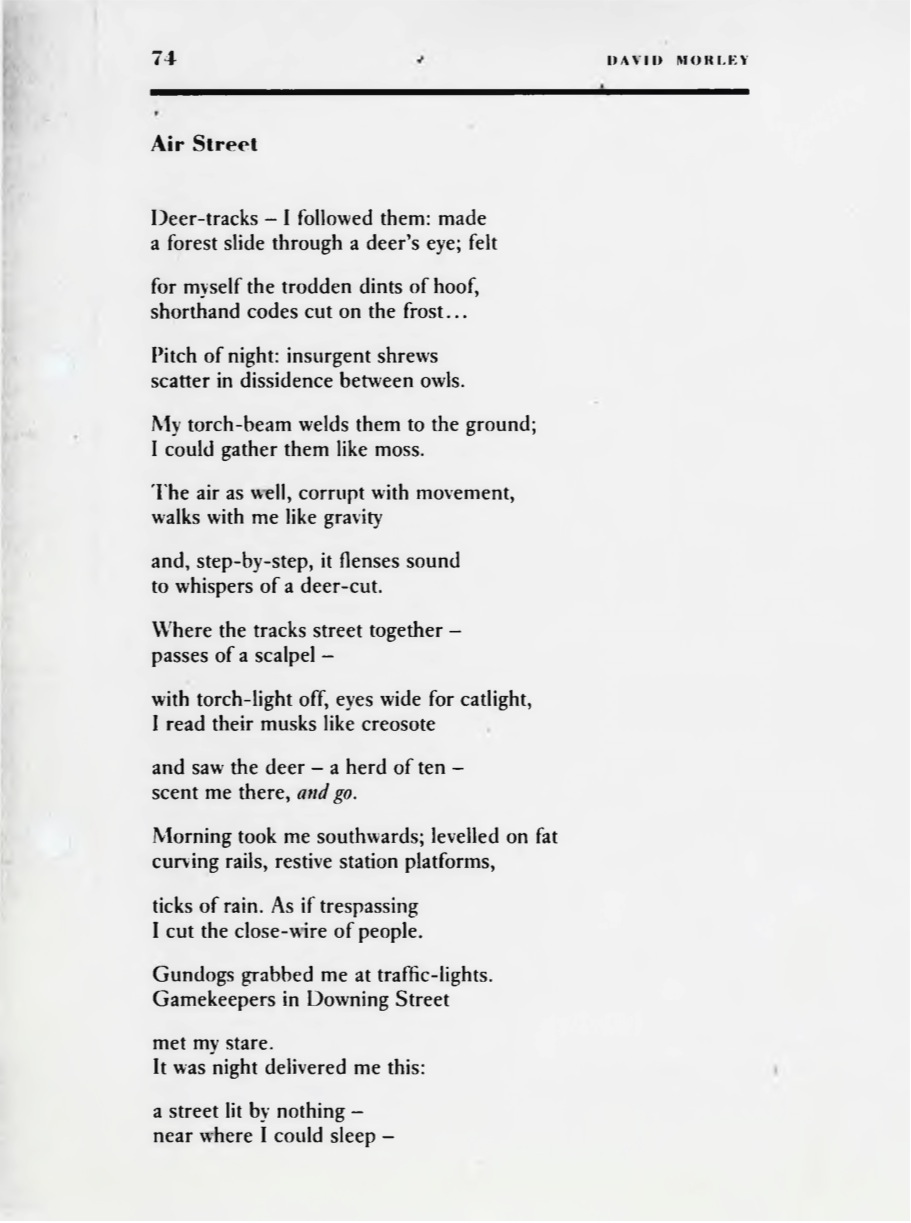 74
DAVID MORLEY
Air Street
Deer-tracks – I followed them: made
a forest slide through a deer's eye; felt
for myself the trodden dints of hoof,
shorthand codes cut on the frost...
Pitch of night: insurgent shrews
scatter in dissidence between owls.
My torch-beam welds them to the ground;
I could gather them like moss.
The air as well, corrupt with movement,
walks with me like gravity
and, step-by-step, it flenses sound
to whispers of a deer-cut.
Where the tracks street together –
passes of a scalpel –
with torch-light off, eyes wide for catlight,
I read their musks like creosote
and saw the deer – a herd of ten –
scent me there, and go.
Morning took me southwards; levelled on fat
curving rails, restive station platforms,
ticks of rain. As if trespassing
I cut the close-wire of people.
Gundogs grabbed me at traffic-lights.
Gamekeepers in Downing Street
met my stare.
It was night delivered me this:
a street lit by nothing –
near where I could sleep –